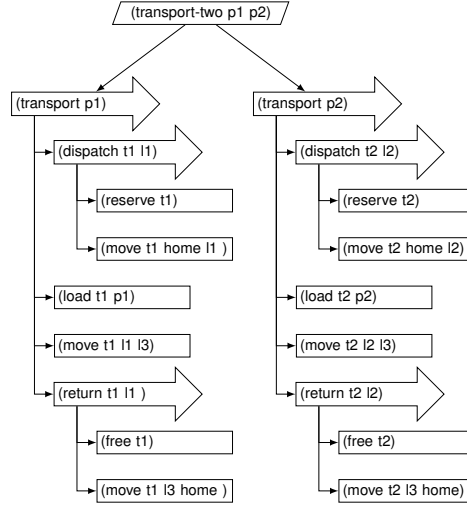 (transport-two p1 p2)
(transport p1)
(dispatch t1 l1)
(reserve t1)
(move t1 home l1 )
(load t1 p1)
(move t1 l1 l3)
(return t1 l1 )
(free t1)
(move t1 l3 home )
(transport p2)
(dispatch t2 l2)
(reserve t2)
(move t2 home l2)
(load t2 p2)
(move t2 l2 l3)
(return t2 l2)
(free t2)
(move t2 l3 home)